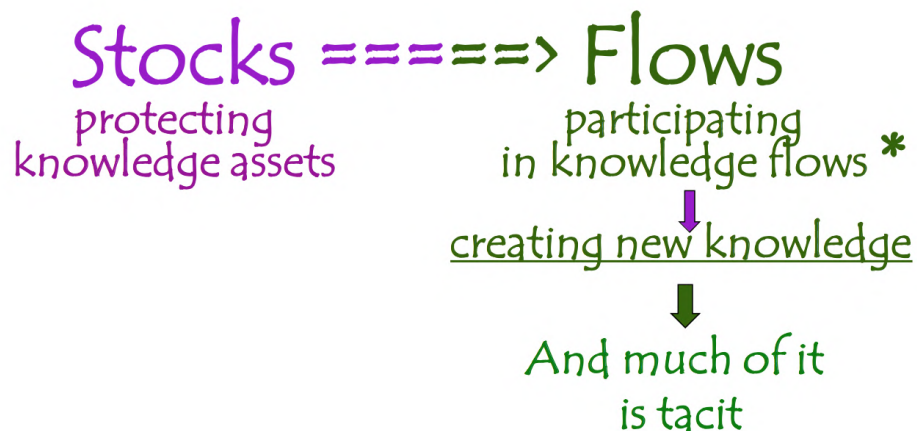 Stocks =====> Flows
protecting
knowledge assets
participating
in knowledge flows *
creating new knowledge
And much of it
is tacit